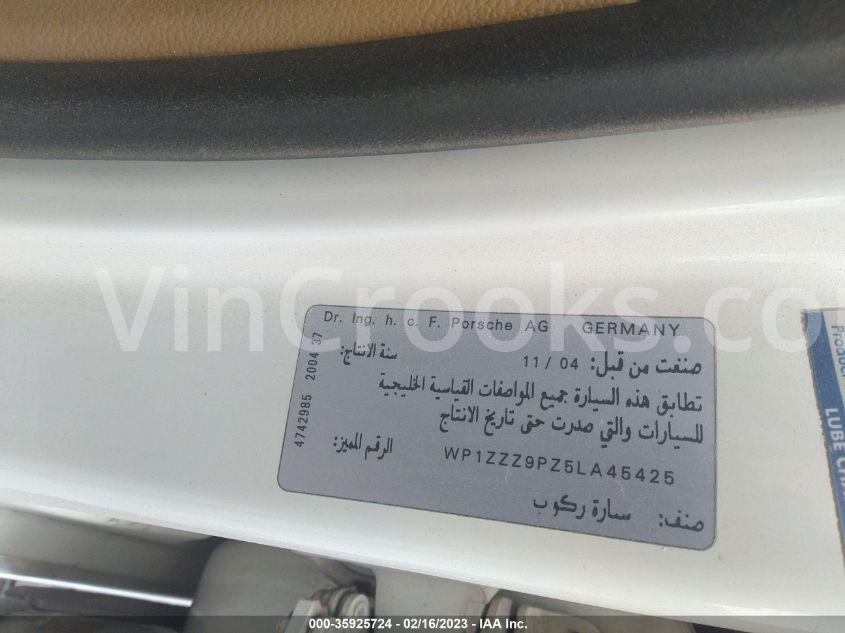 VinCrooks.co
Dr. Ing. h. c. F. Porsche AG GERMANY
صنعت من قبل: 11 / 04 سنة الانتاج:
تطابق هذه السيارة جميع المواصفات القياسية الخليجية
للسيارات والتي صدرت حتى تاريخ الانتاج
WP1ZZZ9PZ5LA45425 الرقم المميز:
صنف: سيارة ركوب
4742985 2004 37
Product
LUBE
000-35925724 - 02/16/2023 - IAA Inc.